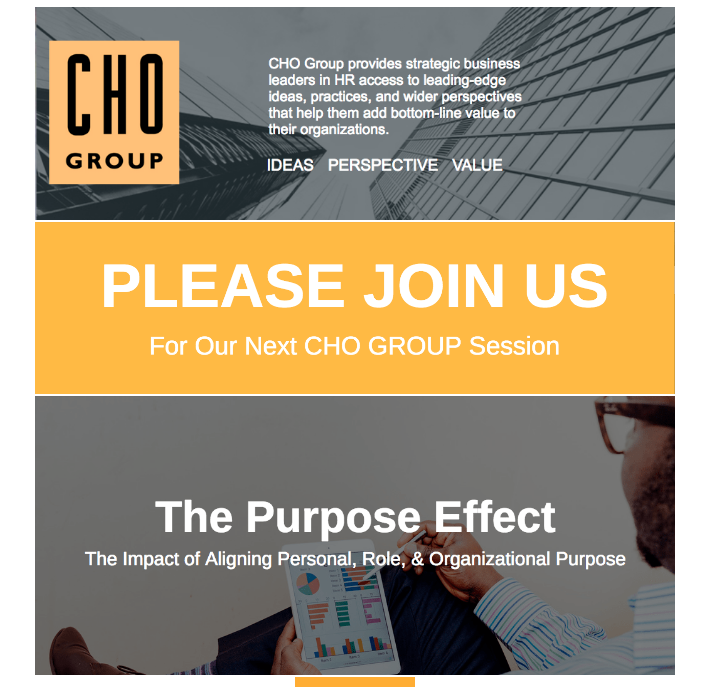 CHO
GROUP
CHO Group provides strategic business
leaders in HR access to leading-edge
ideas, practices, and wider perspectives
that help them add bottom-line value to
their organizations.
IDEAS PERSPECTIVE VALUE
PLEASE JOIN US
For Our Next CHO GROUP Session
The Purpose Effect
The Impact of Aligning Personal, Role, & Organizational Purpose